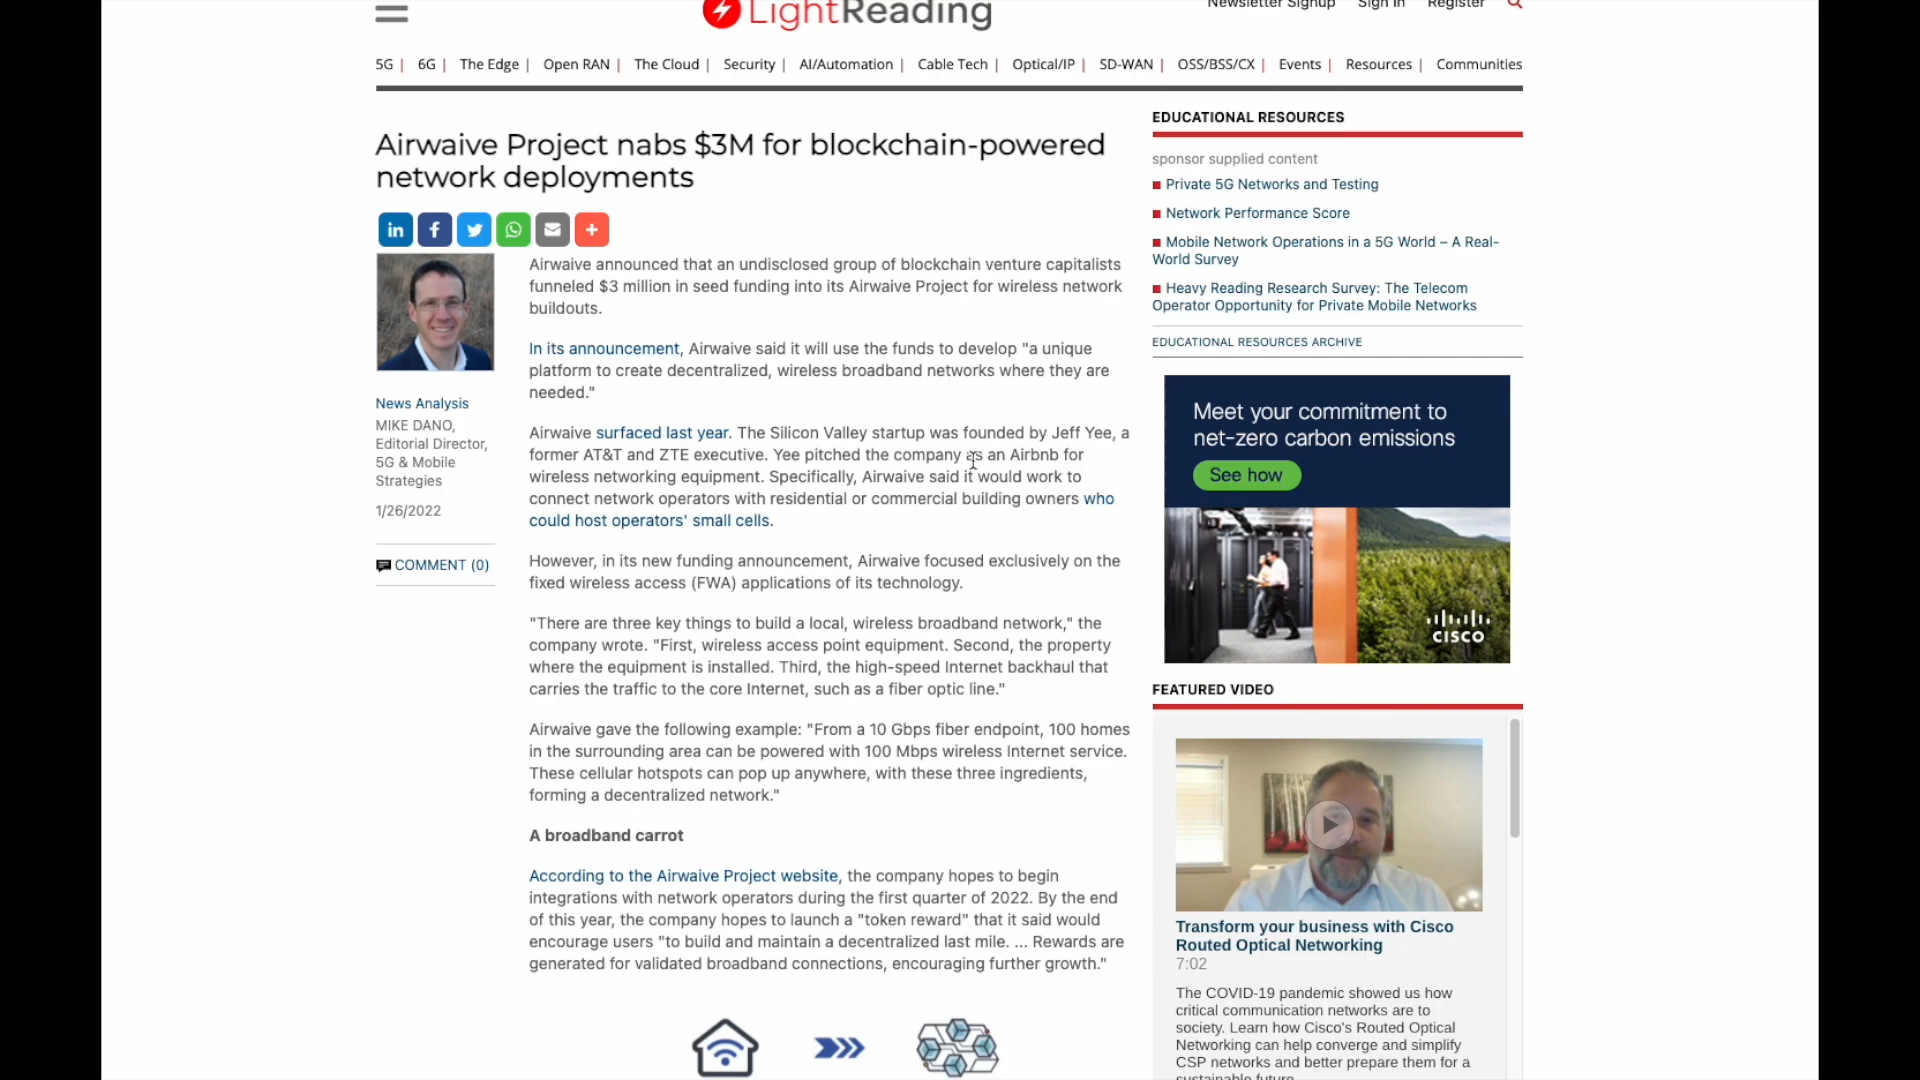 LightReading
Newsletter Signup Sign In Register
5G | 6G | The Edge | Open RAN | The Cloud | Security | AI/Automation | Cable Tech | Optical/IP | SD-WAN | OSS/BSS/CX | Events | Resources | Communities
Airwaive Project nabs $3M for blockchain-powered
network deployments
in f
News Analysis
MIKE DANO,
Editorial Director,
5G & Mobile
Strategies
1/26/2022
COMMENT (0)
Airwaive announced that an undisclosed group of blockchain venture capitalists
funneled $3 million in seed funding into its Airwaive Project for wireless network
buildouts.
In its announcement, Airwaive said it will use the funds to develop "a unique
platform to create decentralized, wireless broadband networks where they are
needed."
Airwaive surfaced last year. The Silicon Valley startup was founded by Jeff Yee, a
former AT&T and ZTE executive. Yee pitched the company as an Airbnb for
wireless networking equipment. Specifically, Airwaive said it would work to
connect network operators with residential or commercial building owners who
could host operators' small cells.
However, in its new funding announcement, Airwaive focused exclusively on the
fixed wireless access (FWA) applications of its technology.
"There are three key things to build a local, wireless broadband network," the
company wrote. "First, wireless access point equipment. Second, the property
where the equipment is installed. Third, the high-speed Internet backhaul that
carries the traffic to the core Internet, such as a fiber optic line."
Airwaive gave the following example: "From a 10 Gbps fiber endpoint, 100 homes
in the surrounding area can be powered with 100 Mbps wireless Internet service.
These cellular hotspots can pop up anywhere, with these three ingredients,
forming a decentralized network."
A broadband carrot
According to the Airwaive Project website, the company hopes to begin
integrations with network operators during the first quarter of 2022. By the end
of this year, the company hopes to launch a "token reward" that it said would
encourage users "to build and maintain a decentralized last mile. ... Rewards are
generated for validated broadband connections, encouraging further growth."
EDUCATIONAL RESOURCES
sponsor supplied content
Private 5G Networks and Testing
Network Performance Score
Mobile Network Operations in a 5G World – A Real-
World Survey
Heavy Reading Research Survey: The Telecom
Operator Opportunity for Private Mobile Networks
EDUCATIONAL RESOURCES ARCHIVE
Meet your commitment to
net-zero carbon emissions
See how
CISCO
FEATURED VIDEO
Transform your business with Cisco
Routed Optical Networking
7:02
The COVID-19 pandemic showed us how
critical communication networks are to
society. Learn how Cisco's Routed Optical
Networking can help converge and simplify
CSP networks and better prepare them for a
sustainable future.